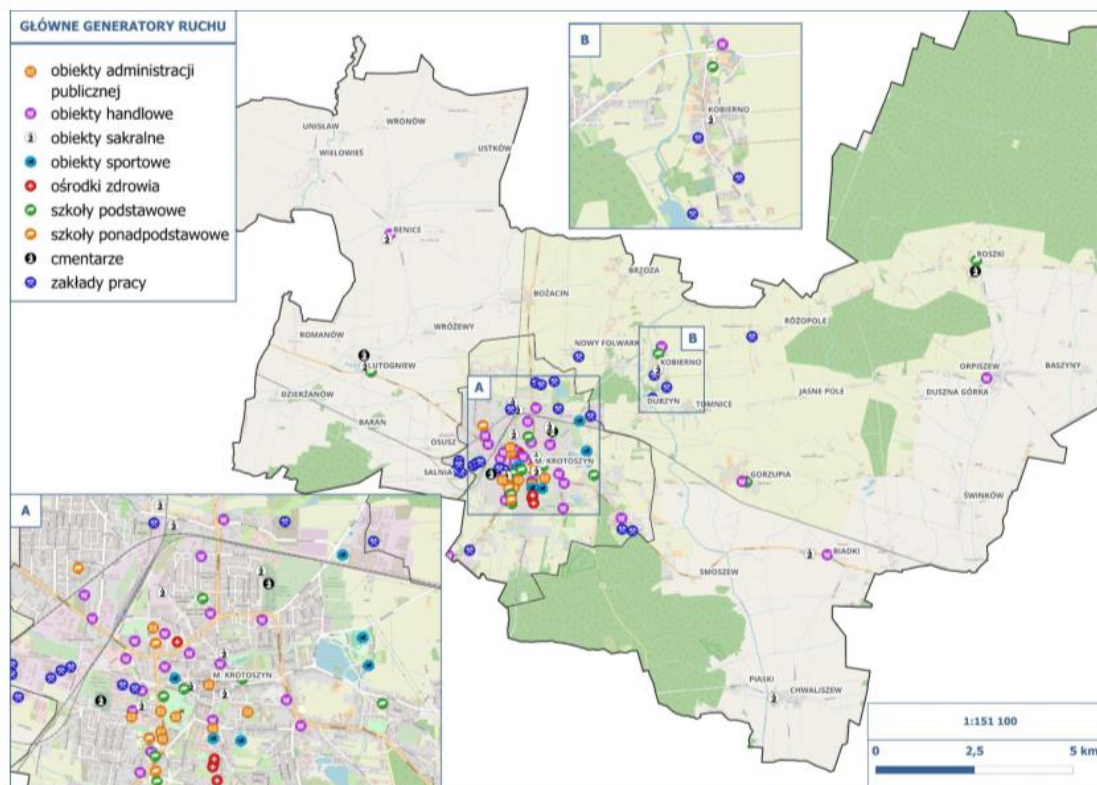 GŁÓWNE GENERATORY RUCHU
obiekty administracji
publicznej
obiekty handlowe
obiekty sakralne
obiekty sportowe
ośrodki zdrowia
szkoły podstawowe
szkoły ponadpodstawowe
cmentarze
zakłady pracy
B
KOBIERNO
UNISŁAW
WRONÓW
WIELOWIEŚ
USTKÓW
BENICE
BRZOZA
BOŻACIN
ROSZKI
RÓŻOPOLE
WRÓŻEWY
ROMANÓW
NOWY FOLWARK
B
KOBIERNO
LUTOGNIEW
ORPISZEW
BASZYNY
JASNE POLE
DUSZNA GÓRKA
DZIERŻANÓW
A
DURZYN
TOMNICE
BARAN
OSUSZ
SALNIA
M. KROTOSZYN
GORZUPIA
ŚWINKÓW
A
BIADKI
SMOSZEW
M. KROTOSZYN
PIASKI
CHWALISZEW
1:151 100
0 2,5 5 km